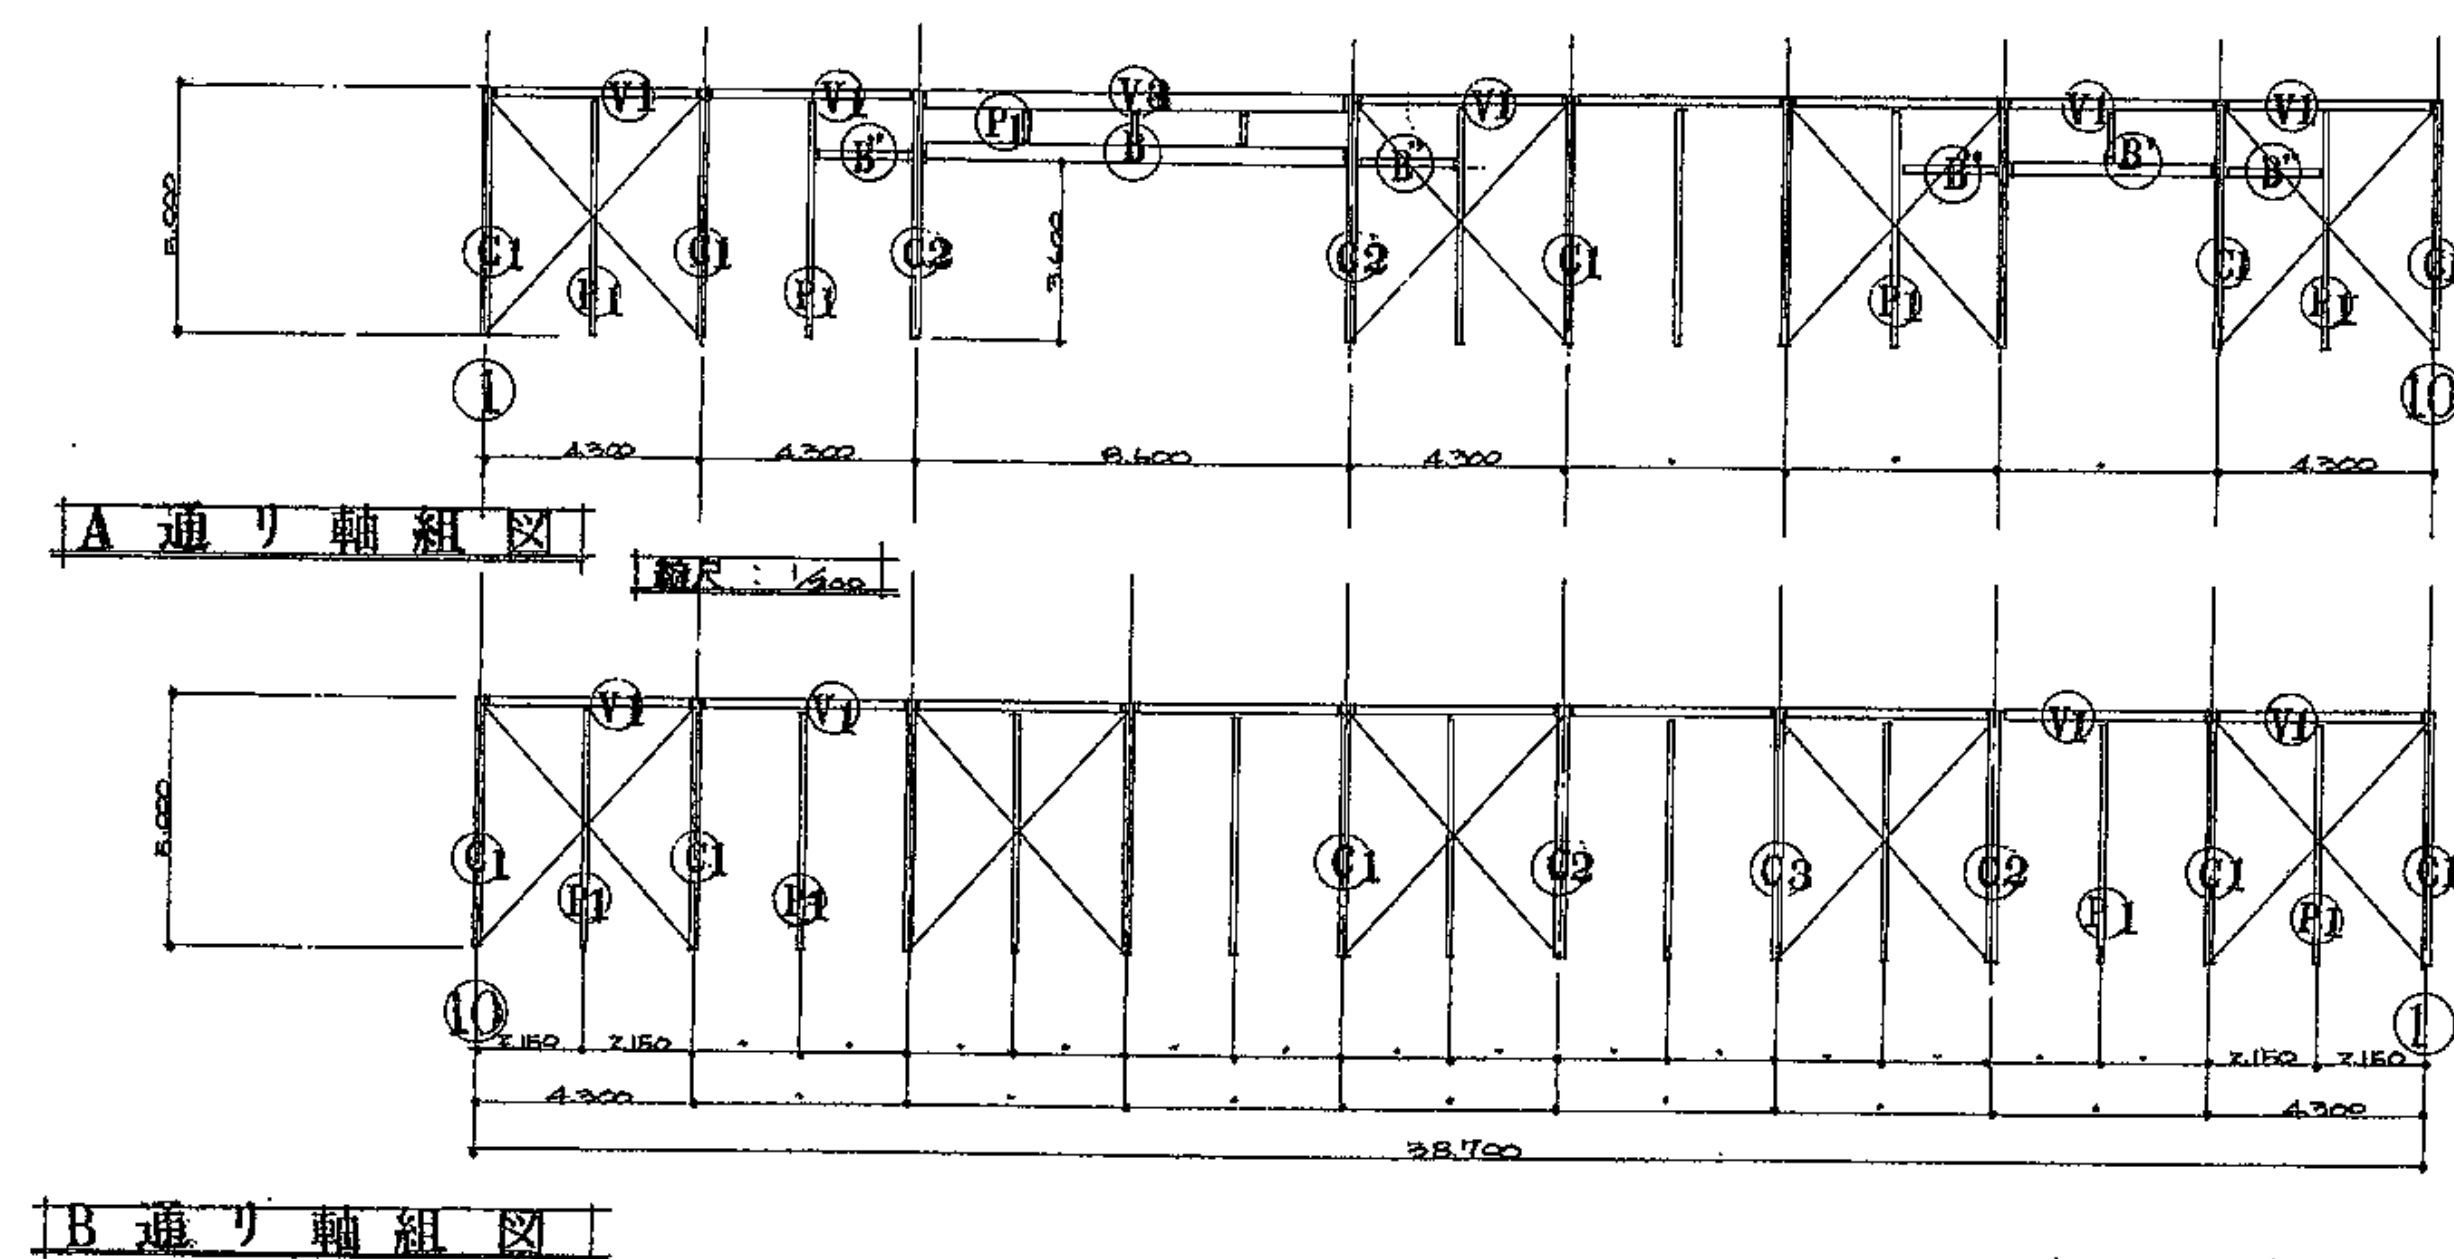 V1 V1 V3 V1 V1 V1
P1
B'' B B'' B'' B' B''
5.000
3.600
C1 C1 C2 C2 C1 C1 C1
P1 P1 P1 P1
1 10
4.300 4.300 8.600 4.300 〃 〃 4.300
A 通 リ 軸 組 図
縮尺 :
V1 V1 V1 V1
5.000
C1 C1 C1 C2 C3 C2 C1 C1
P1 P1 P1 P1
10 1
2.150 2.150 〃 〃 〃 〃 〃 〃 〃 〃 〃 〃 〃 〃 〃 〃 2.150 2.150
4.300 〃 〃 〃 〃 〃 〃 〃 4.300
38.700
B 通 リ 軸 組 図